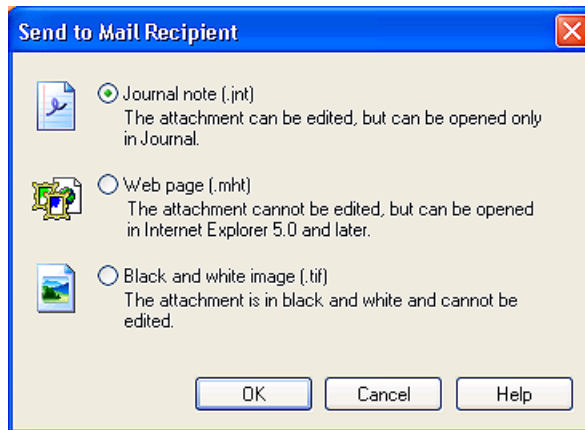 Send to Mail Recipient
Journal note (.jnt)
The attachment can be edited, but can be opened only
in Journal.
Web page (.mht)
The attachment cannot be edited, but can be opened
in Internet Explorer 5.0 and later.
Black and white image (.tif)
The attachment is in black and white and cannot be
edited.
OK Cancel Help